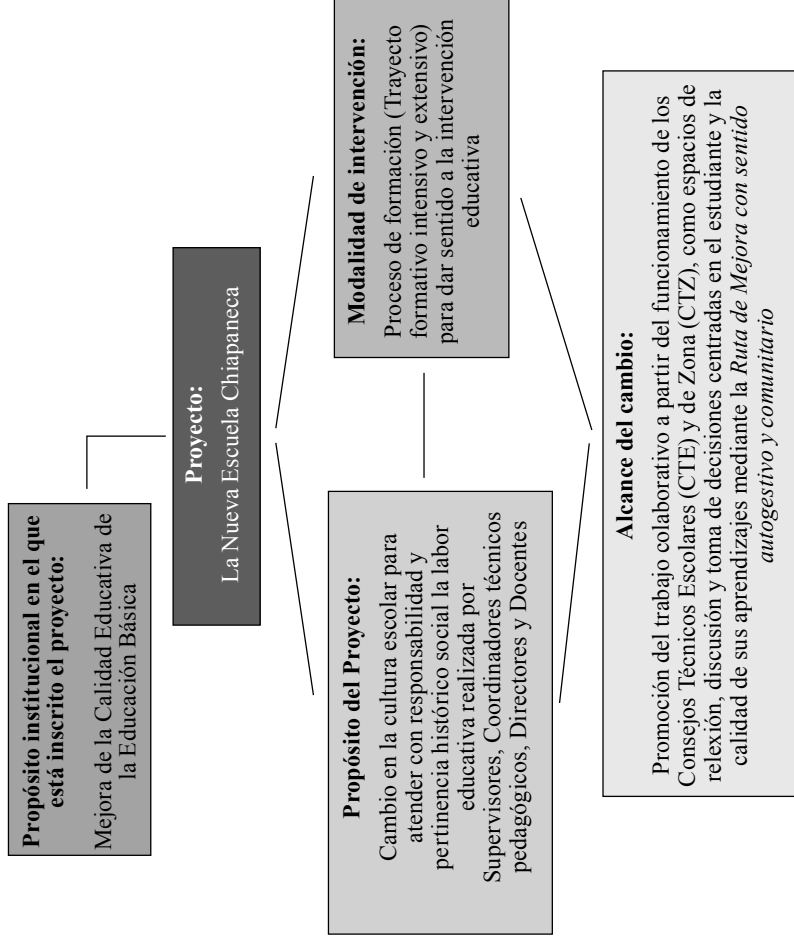 Propósito institucional en el que
está inscrito el proyecto:
Mejora de la Calidad Educativa de
la Educación Básica
Proyecto:
La Nueva Escuela Chiapaneca
Propósito del Proyecto:
Cambio en la cultura escolar para
atender con responsabilidad y
pertinencia histórico social la labor
educativa realizada por
Supervisores, Coordinadores técnicos
pedagógicos, Directores y Docentes
Modalidad de intervención:
Proceso de formación (Trayecto
formativo intensivo y extensivo)
para dar sentido a la intervención
educativa
Alcance del cambio:
Promoción del trabajo colaborativo a partir del funcionamiento de los
Consejos Técnicos Escolares (CTE) y de Zona (CTZ), como espacios de
relexión, discusión y toma de decisiones centradas en el estudiante y la
calidad de sus aprendizajes mediante la Ruta de Mejora con sentido
autogestivo y comunitario